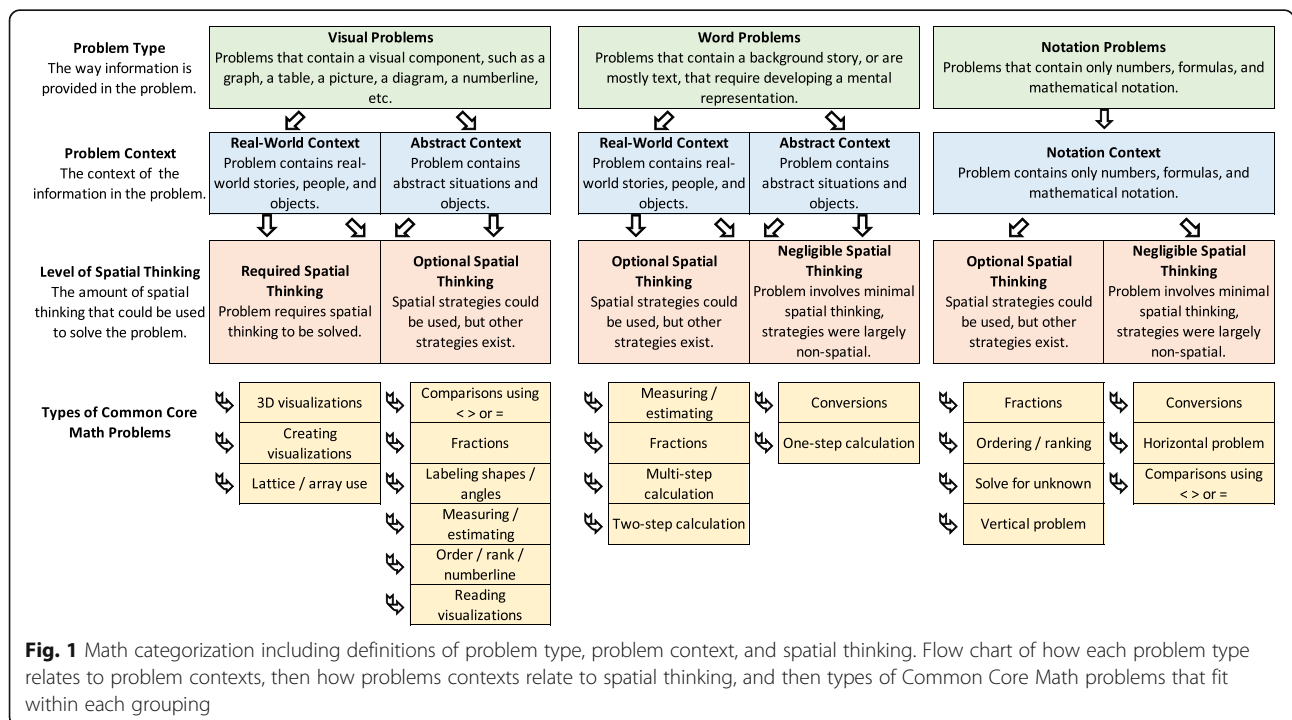 Problem Type
The way information is
provided in the problem.
Visual Problems
Problems that contain a visual component, such as a
graph, a table, a picture, a diagram, a numberline,
etc.
Word Problems
Problems that contain a background story, or are
mostly text, that require developing a mental
representation.
Notation Problems
Problems that contain only numbers, formulas, and
mathematical notation.
Problem Context
The context of the
information in the problem.
Real-World Context
Problem contains real-
world stories, people, and
objects.
Abstract Context
Problem contains
abstract situations and
objects.
Real-World Context
Problem contains real-
world stories, people, and
objects.
Abstract Context
Problem contains
abstract situations and
objects.
Notation Context
Problem contains only numbers, formulas, and
mathematical notation.
Level of Spatial Thinking
The amount of spatial
thinking that could be used
to solve the problem.
Required Spatial
Thinking
Problem requires spatial
thinking to be solved.
Optional Spatial
Thinking
Spatial strategies could
be used, but other
strategies exist.
Optional Spatial
Thinking
Spatial strategies could
be used, but other
strategies exist.
Negligible Spatial
Thinking
Problem involves minimal
spatial thinking,
strategies were largely
non-spatial.
Optional Spatial
Thinking
Spatial strategies could
be used, but other
strategies exist.
Negligible Spatial
Thinking
Problem involves minimal
spatial thinking,
strategies were largely
non-spatial.
Types of Common Core
Math Problems
3D visualizations
Creating
visualizations
Lattice / array use
Comparisons using
< > or =
Fractions
Labeling shapes /
angles
Measuring /
estimating
Order / rank /
numberline
Reading
visualizations
Measuring /
estimating
Fractions
Multi-step
calculation
Two-step calculation
Conversions
One-step calculation
Fractions
Ordering / ranking
Solve for unknown
Vertical problem
Conversions
Horizontal problem
Comparisons using
< > or =
Fig. 1 Math categorization including definitions of problem type, problem context, and spatial thinking. Flow chart of how each problem type
relates to problem contexts, then how problems contexts relate to spatial thinking, and then types of Common Core Math problems that fit
within each grouping